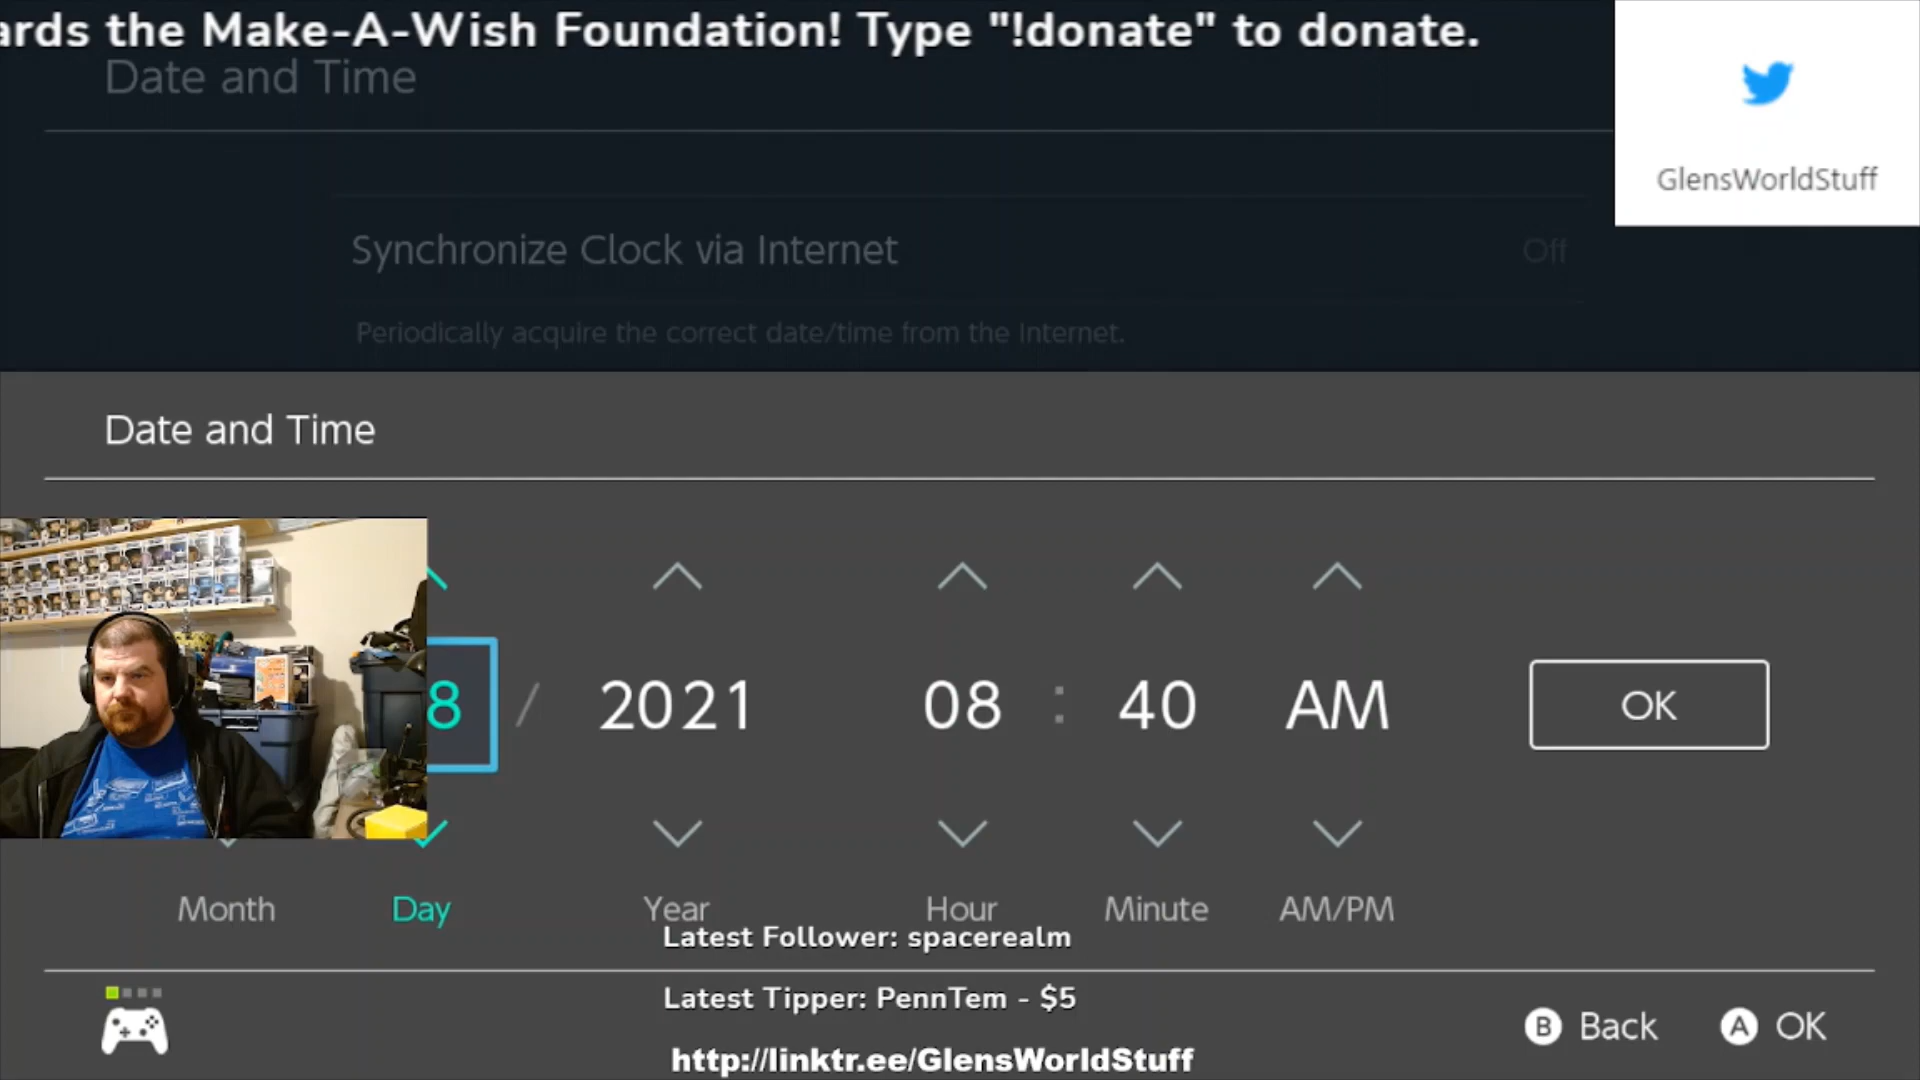 ards the Make-A-Wish Foundation! Type "!donate" to donate.
Date and Time
GlensWorldStuff
Synchronize Clock via Internet Off
Periodically acquire the correct date/time from the Internet.
Date and Time
8 / 2021 08 : 40 AM OK
Month Day Year Hour Minute AM/PM
Latest Follower: spacerealm
Latest Tipper: PennTem - $5
B Back A OK
http://linktr.ee/GlensWorldStuff